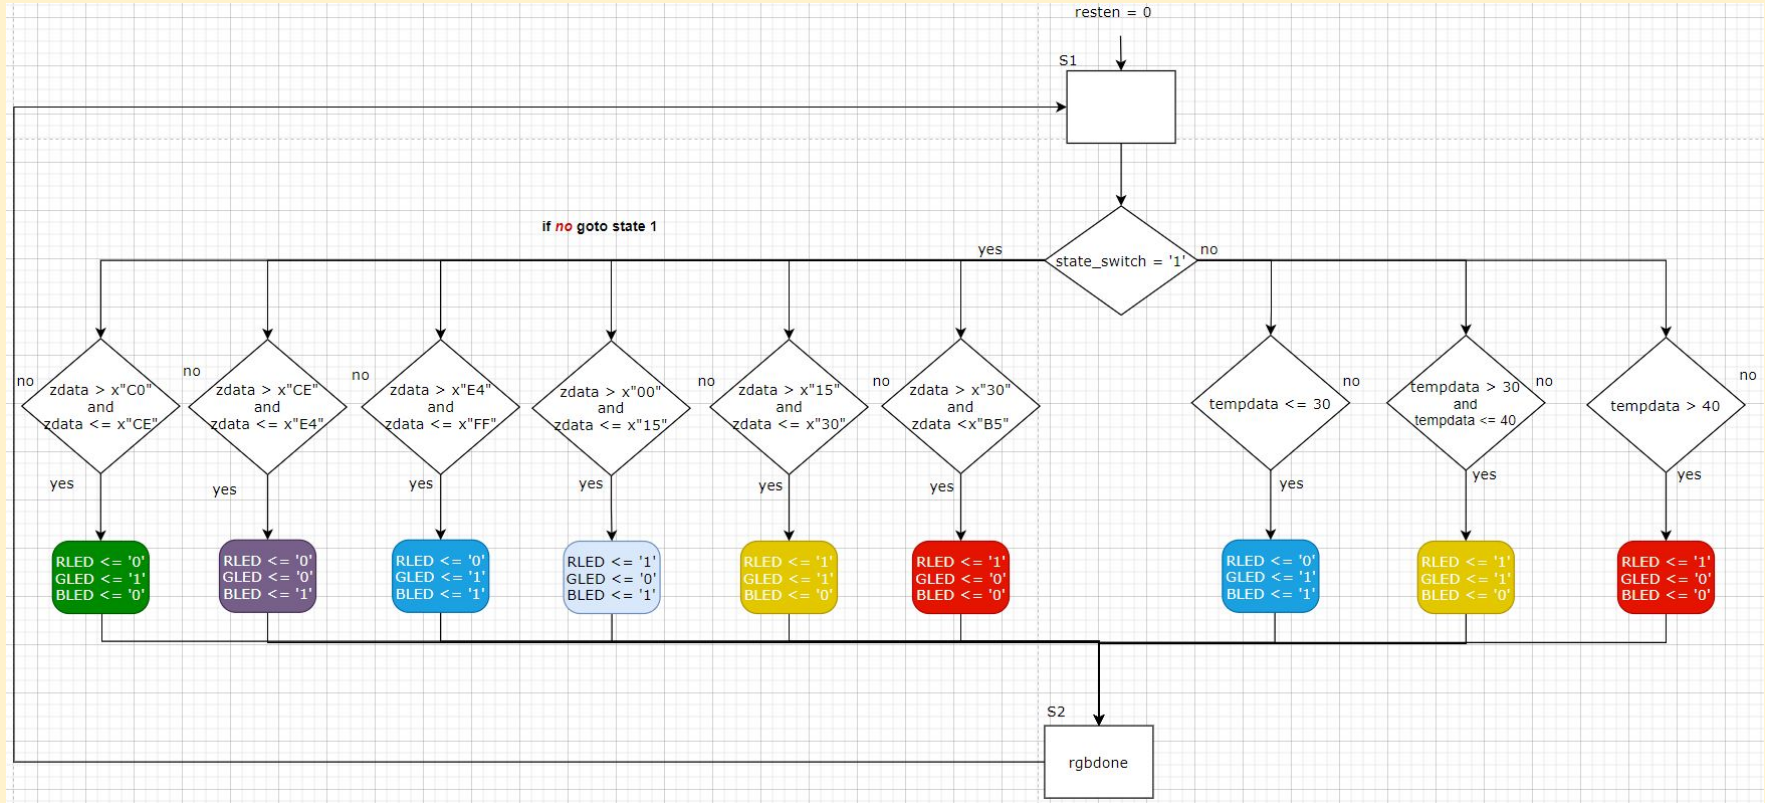 resten = 0
S1
if no goto state 1
yes
state_switch = '1'
no
no
zdata > x"C0"
and
zdata <= x"CE"
yes
no
zdata > x"CE"
and
zdata <= x"E4"
yes
no
zdata > x"E4"
and
zdata <= x"FF"
yes
zdata > x"00"
and
zdata <= x"15"
yes
no
zdata > x"15"
and
zdata <= x"30"
yes
no
zdata > x"30"
and
zdata <x"B5"
yes
tempdata <= 30
no
yes
tempdata > 30
and
tempdata <= 40
no
yes
tempdata > 40
no
yes
RLED <= '0'
GLED <= '1'
BLED <= '0'
RLED <= '0'
GLED <= '0'
BLED <= '1'
RLED <= '0'
GLED <= '1'
BLED <= '1'
RLED <= '1'
GLED <= '0'
BLED <= '1'
RLED <= '1'
GLED <= '1'
BLED <= '0'
RLED <= '1'
GLED <= '0'
BLED <= '0'
RLED <= '0'
GLED <= '1'
BLED <= '1'
RLED <= '1'
GLED <= '1'
BLED <= '0'
RLED <= '1'
GLED <= '0'
BLED <= '0'
S2
rgbdone